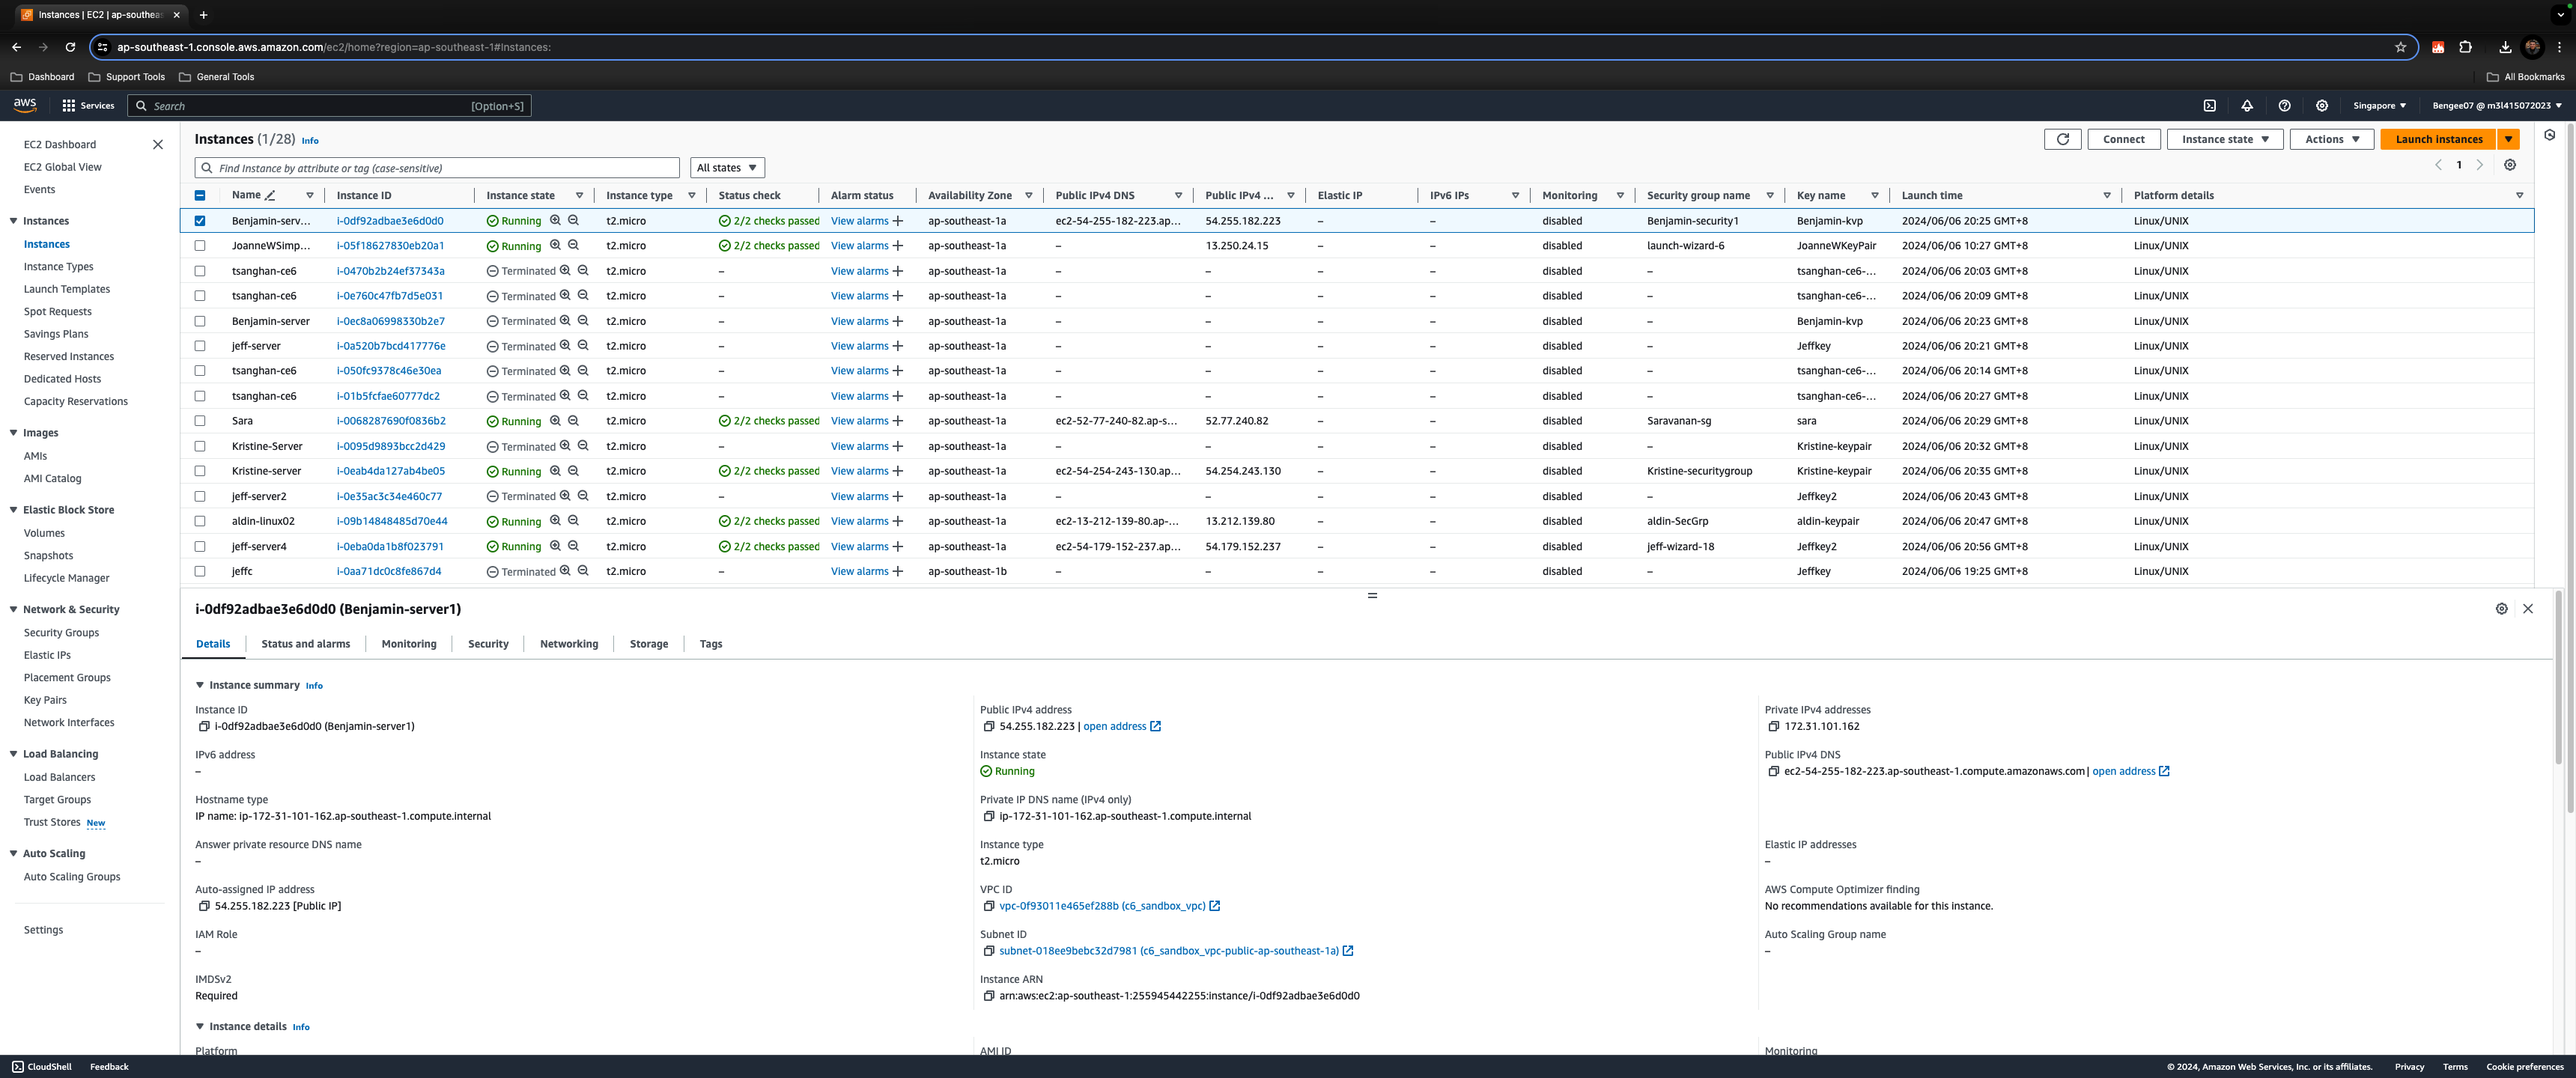 Instances | EC2 | ap-southeas
ap-southeast-1.console.aws.amazon.com/ec2/home?region=ap-southeast-1#Instances:
Dashboard Support Tools General Tools All Bookmarks
aws Services Search [Option+S] Singapore Bengee07 @ m3l415072023
EC2 Dashboard
EC2 Global View
Events
Instances
Instances
Instance Types
Launch Templates
Spot Requests
Savings Plans
Reserved Instances
Dedicated Hosts
Capacity Reservations
Images
AMIs
AMI Catalog
Elastic Block Store
Volumes
Snapshots
Lifecycle Manager
Network & Security
Security Groups
Elastic IPs
Placement Groups
Key Pairs
Network Interfaces
Load Balancing
Load Balancers
Target Groups
Trust Stores New
Auto Scaling
Auto Scaling Groups
Settings
Instances (1/28) Info Connect Instance state Actions Launch instances
Find Instance by attribute or tag (case-sensitive) All states 1
Name Instance ID Instance state Instance type Status check Alarm status Availability Zone Public IPv4 DNS Public IPv4 ... Elastic IP IPv6 IPs Monitoring Security group name Key name Launch time Platform details
Benjamin-serv... i-0df92adbae3e6d0d0 Running t2.micro 2/2 checks passed View alarms ap-southeast-1a ec2-54-255-182-223.ap... 54.255.182.223 – – disabled Benjamin-security1 Benjamin-kvp 2024/06/06 20:25 GMT+8 Linux/UNIX
JoanneWSimp... i-05f18627830eb20a1 Running t2.micro 2/2 checks passed View alarms ap-southeast-1a – 13.250.24.15 – – disabled launch-wizard-6 JoanneWKeyPair 2024/06/06 10:27 GMT+8 Linux/UNIX
tsanghan-ce6 i-0470b2b24ef37343a Terminated t2.micro – View alarms ap-southeast-1a – – – – disabled – tsanghan-ce6-... 2024/06/06 20:03 GMT+8 Linux/UNIX
tsanghan-ce6 i-0e760c47fb7d5e031 Terminated t2.micro – View alarms ap-southeast-1a – – – – disabled – tsanghan-ce6-... 2024/06/06 20:09 GMT+8 Linux/UNIX
Benjamin-server i-0ec8a06998330b2e7 Terminated t2.micro – View alarms ap-southeast-1a – – – – disabled – Benjamin-kvp 2024/06/06 20:23 GMT+8 Linux/UNIX
jeff-server i-0a520b7bcd417776e Terminated t2.micro – View alarms ap-southeast-1a – – – – disabled – Jeffkey 2024/06/06 20:21 GMT+8 Linux/UNIX
tsanghan-ce6 i-050fc9378c46e30ea Terminated t2.micro – View alarms ap-southeast-1a – – – – disabled – tsanghan-ce6-... 2024/06/06 20:14 GMT+8 Linux/UNIX
tsanghan-ce6 i-01b5fcfae60777dc2 Terminated t2.micro – View alarms ap-southeast-1a – – – – disabled – tsanghan-ce6-... 2024/06/06 20:27 GMT+8 Linux/UNIX
Sara i-0068287690f0836b2 Running t2.micro 2/2 checks passed View alarms ap-southeast-1a ec2-52-77-240-82.ap-s... 52.77.240.82 – – disabled Saravanan-sg sara 2024/06/06 20:29 GMT+8 Linux/UNIX
Kristine-Server i-0095d9893bcc2d429 Terminated t2.micro – View alarms ap-southeast-1a – – – – disabled – Kristine-keypair 2024/06/06 20:32 GMT+8 Linux/UNIX
Kristine-server i-0eab4da127ab4be05 Running t2.micro 2/2 checks passed View alarms ap-southeast-1a ec2-54-254-243-130.ap... 54.254.243.130 – – disabled Kristine-securitygroup Kristine-keypair 2024/06/06 20:35 GMT+8 Linux/UNIX
jeff-server2 i-0e35ac3c34e460c77 Terminated t2.micro – View alarms ap-southeast-1a – – – – disabled – Jeffkey2 2024/06/06 20:43 GMT+8 Linux/UNIX
aldin-linux02 i-09b14848485d70e44 Running t2.micro 2/2 checks passed View alarms ap-southeast-1a ec2-13-212-139-80.ap-... 13.212.139.80 – – disabled aldin-SecGrp aldin-keypair 2024/06/06 20:47 GMT+8 Linux/UNIX
jeff-server4 i-0eba0da1b8f023791 Running t2.micro 2/2 checks passed View alarms ap-southeast-1a ec2-54-179-152-237.ap... 54.179.152.237 – – disabled jeff-wizard-18 Jeffkey2 2024/06/06 20:56 GMT+8 Linux/UNIX
jeffc i-0aa71dc0c8fe867d4 Terminated t2.micro – View alarms ap-southeast-1b – – – – disabled – Jeffkey 2024/06/06 19:25 GMT+8 Linux/UNIX
i-0df92adbae3e6d0d0 (Benjamin-server1)
Details Status and alarms Monitoring Security Networking Storage Tags
Instance summary Info
Instance ID
i-0df92adbae3e6d0d0 (Benjamin-server1)
Public IPv4 address
54.255.182.223 | open address
Private IPv4 addresses
172.31.101.162
IPv6 address
–
Instance state
Running
Public IPv4 DNS
ec2-54-255-182-223.ap-southeast-1.compute.amazonaws.com | open address
Hostname type
IP name: ip-172-31-101-162.ap-southeast-1.compute.internal
Private IP DNS name (IPv4 only)
ip-172-31-101-162.ap-southeast-1.compute.internal
Answer private resource DNS name
–
Instance type
t2.micro
Elastic IP addresses
–
Auto-assigned IP address
54.255.182.223 [Public IP]
VPC ID
vpc-0f93011e465ef288b (c6_sandbox_vpc)
AWS Compute Optimizer finding
No recommendations available for this instance.
IAM Role
–
Subnet ID
subnet-018ee9bebc32d7981 (c6_sandbox_vpc-public-ap-southeast-1a)
Auto Scaling Group name
–
IMDSv2
Required
Instance ARN
arn:aws:ec2:ap-southeast-1:255945442255:instance/i-0df92adbae3e6d0d0
Instance details Info
Platform AMI ID Monitoring
CloudShell Feedback © 2024, Amazon Web Services, Inc. or its affiliates. Privacy Terms Cookie preferences